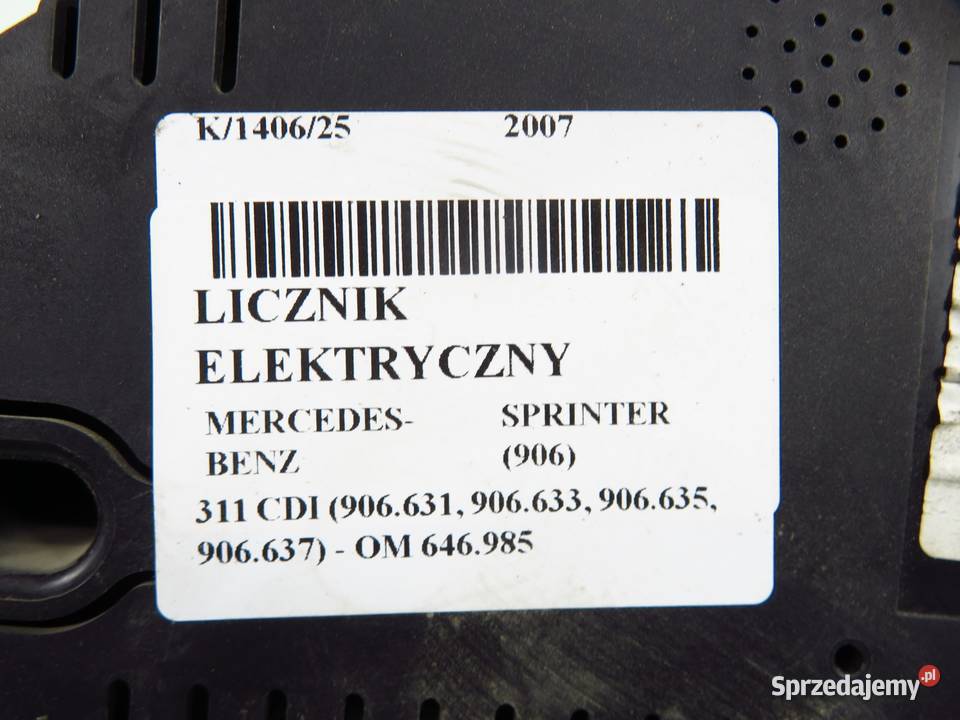 K/1406/25 2007
LICZNIK
ELEKTRYCZNY
MERCEDES- SPRINTER
BENZ (906)
311 CDI (906.631, 906.633, 906.635,
906.637) - OM 646.985
Sprzedajemy.pl